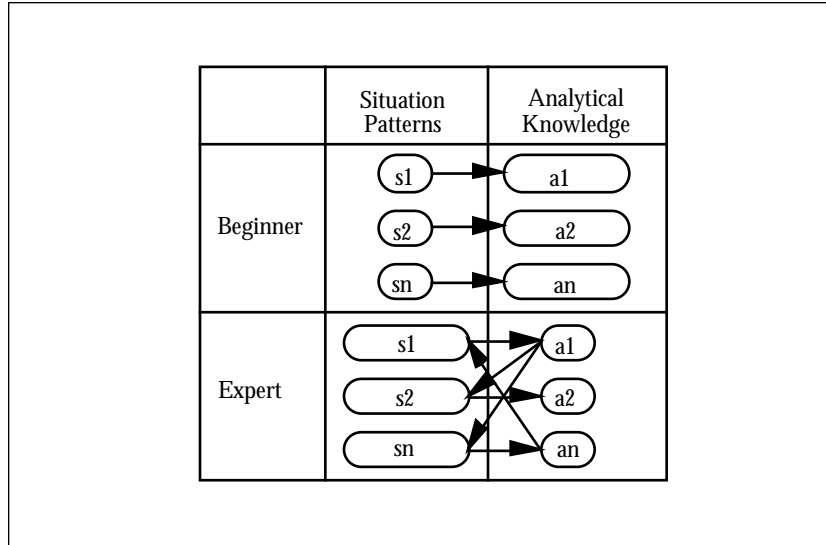 Situation
Patterns
Analytical
Knowledge
Beginner
s1
a1
s2
a2
sn
an
Expert
s1
a1
s2
a2
sn
an